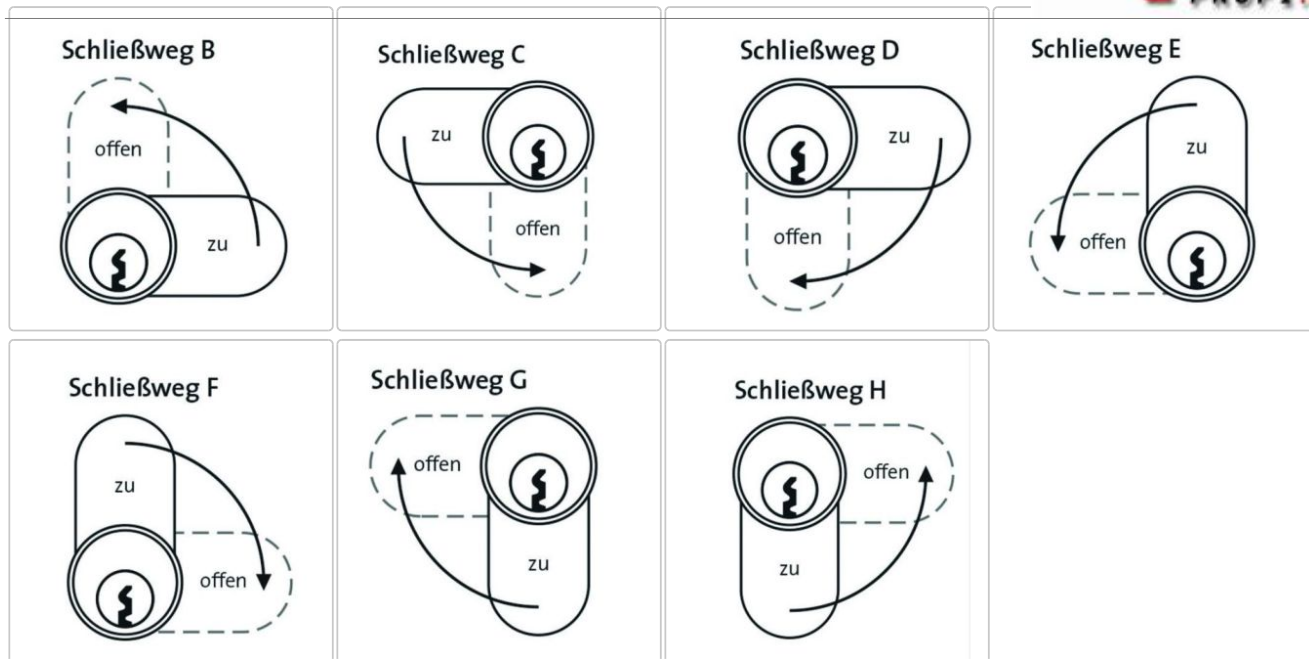 Schließweg B
offen
zu
Schließweg C
zu
offen
Schließweg D
zu
offen
Schließweg E
zu
offen
Schließweg F
zu
offen
Schließweg G
offen
zu
Schließweg H
offen
zu